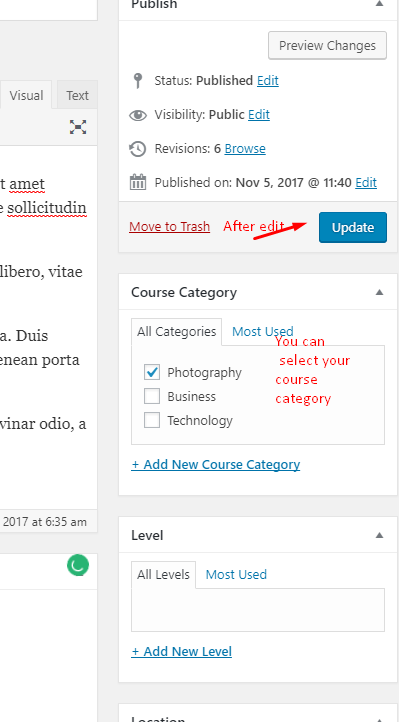 Publish
Preview Changes
Status: Published Edit
Visibility: Public Edit
Revisions: 6 Browse
Published on: Nov 5, 2017 @ 11:40 Edit
Move to Trash After edit Update
Visual Text
t amet
e sollicitudin
libero, vitae
a. Duis
enean porta
vinar odio, a
2017 at 6:35 am
Course Category
All Categories Most Used
You can
select your
course
category
Photography
Business
Technology
+ Add New Course Category
Level
All Levels Most Used
+ Add New Level
Location